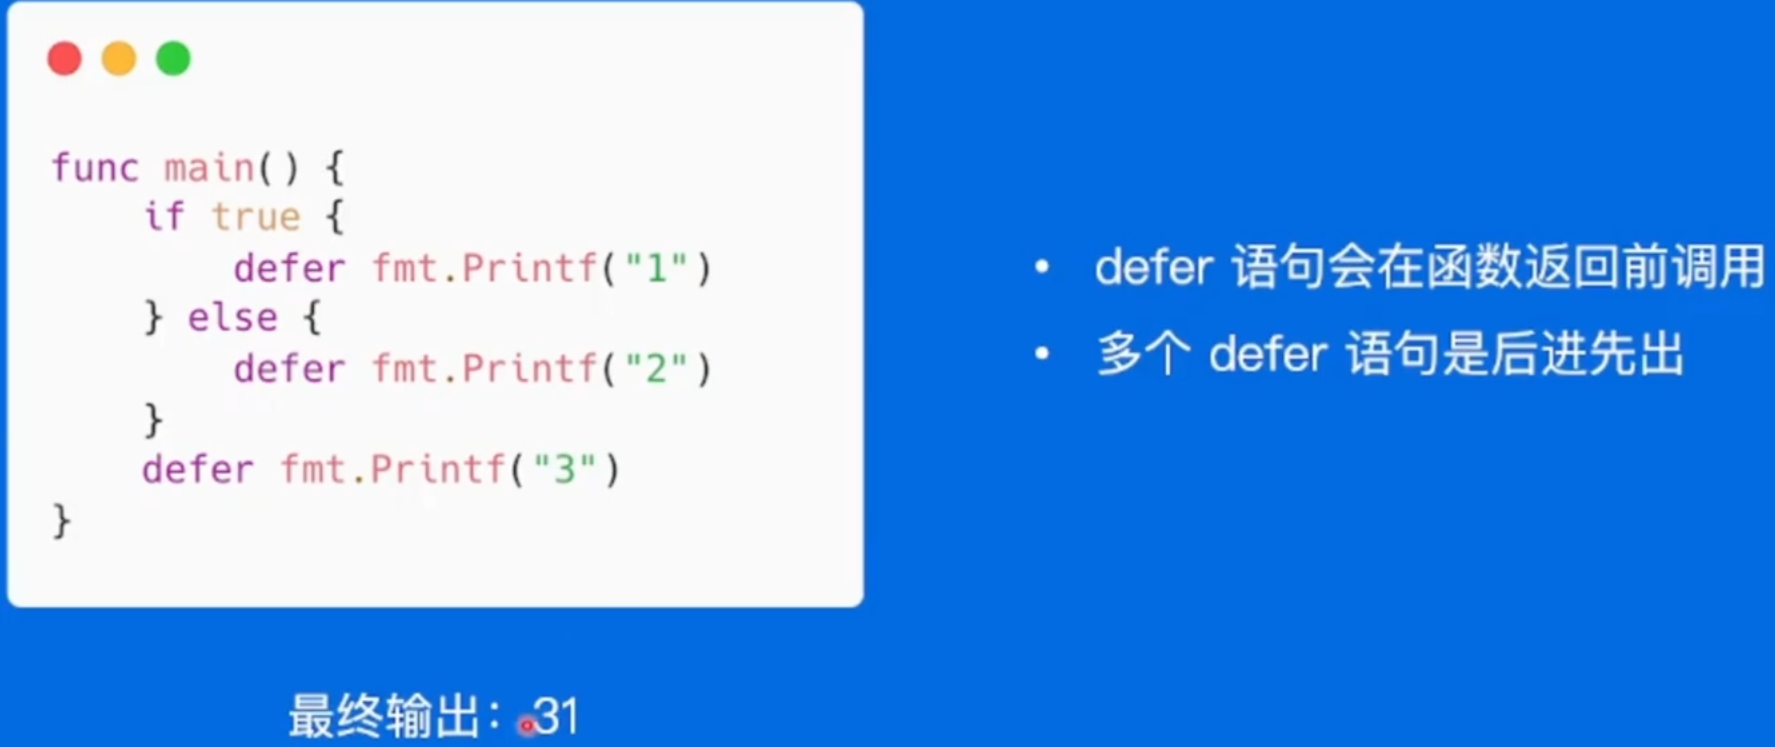 func main() {
    if true {
        defer fmt.Printf("1")
    } else {
        defer fmt.Printf("2")
    }
    defer fmt.Printf("3")
}
• defer 语句会在函数返回前调用
• 多个 defer 语句是后进先出
最终输出：31